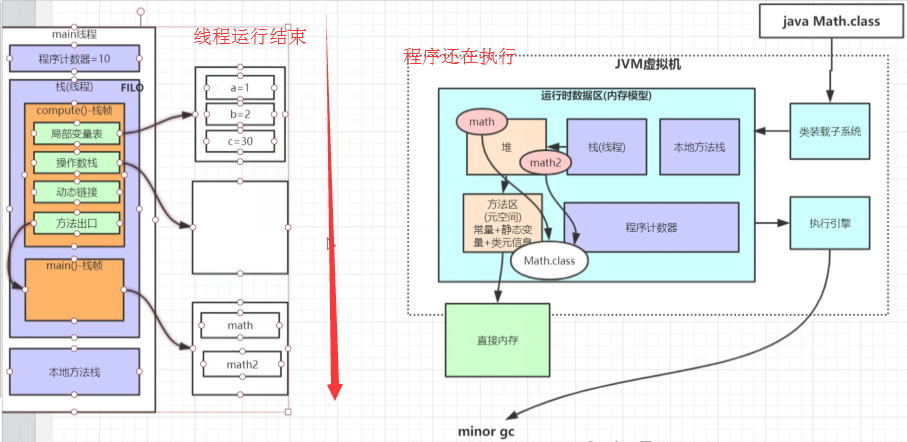 main线程
程序计数器=10
栈(线程)
FILO
compute()-栈帧
局部变量表
操作数栈
动态链接
方法出口
main()-栈帧
本地方法栈
线程运行结束
a=1
b=2
c=30
math
math2
程序还在执行
java Math.class
JVM虚拟机
运行时数据区(内存模型)
math
堆
math2
栈(线程)
本地方法栈
类装载子系统
方法区
(元空间)
常量+静态变
量+类元信息
程序计数器
执行引擎
Math.class
直接内存
minor gc